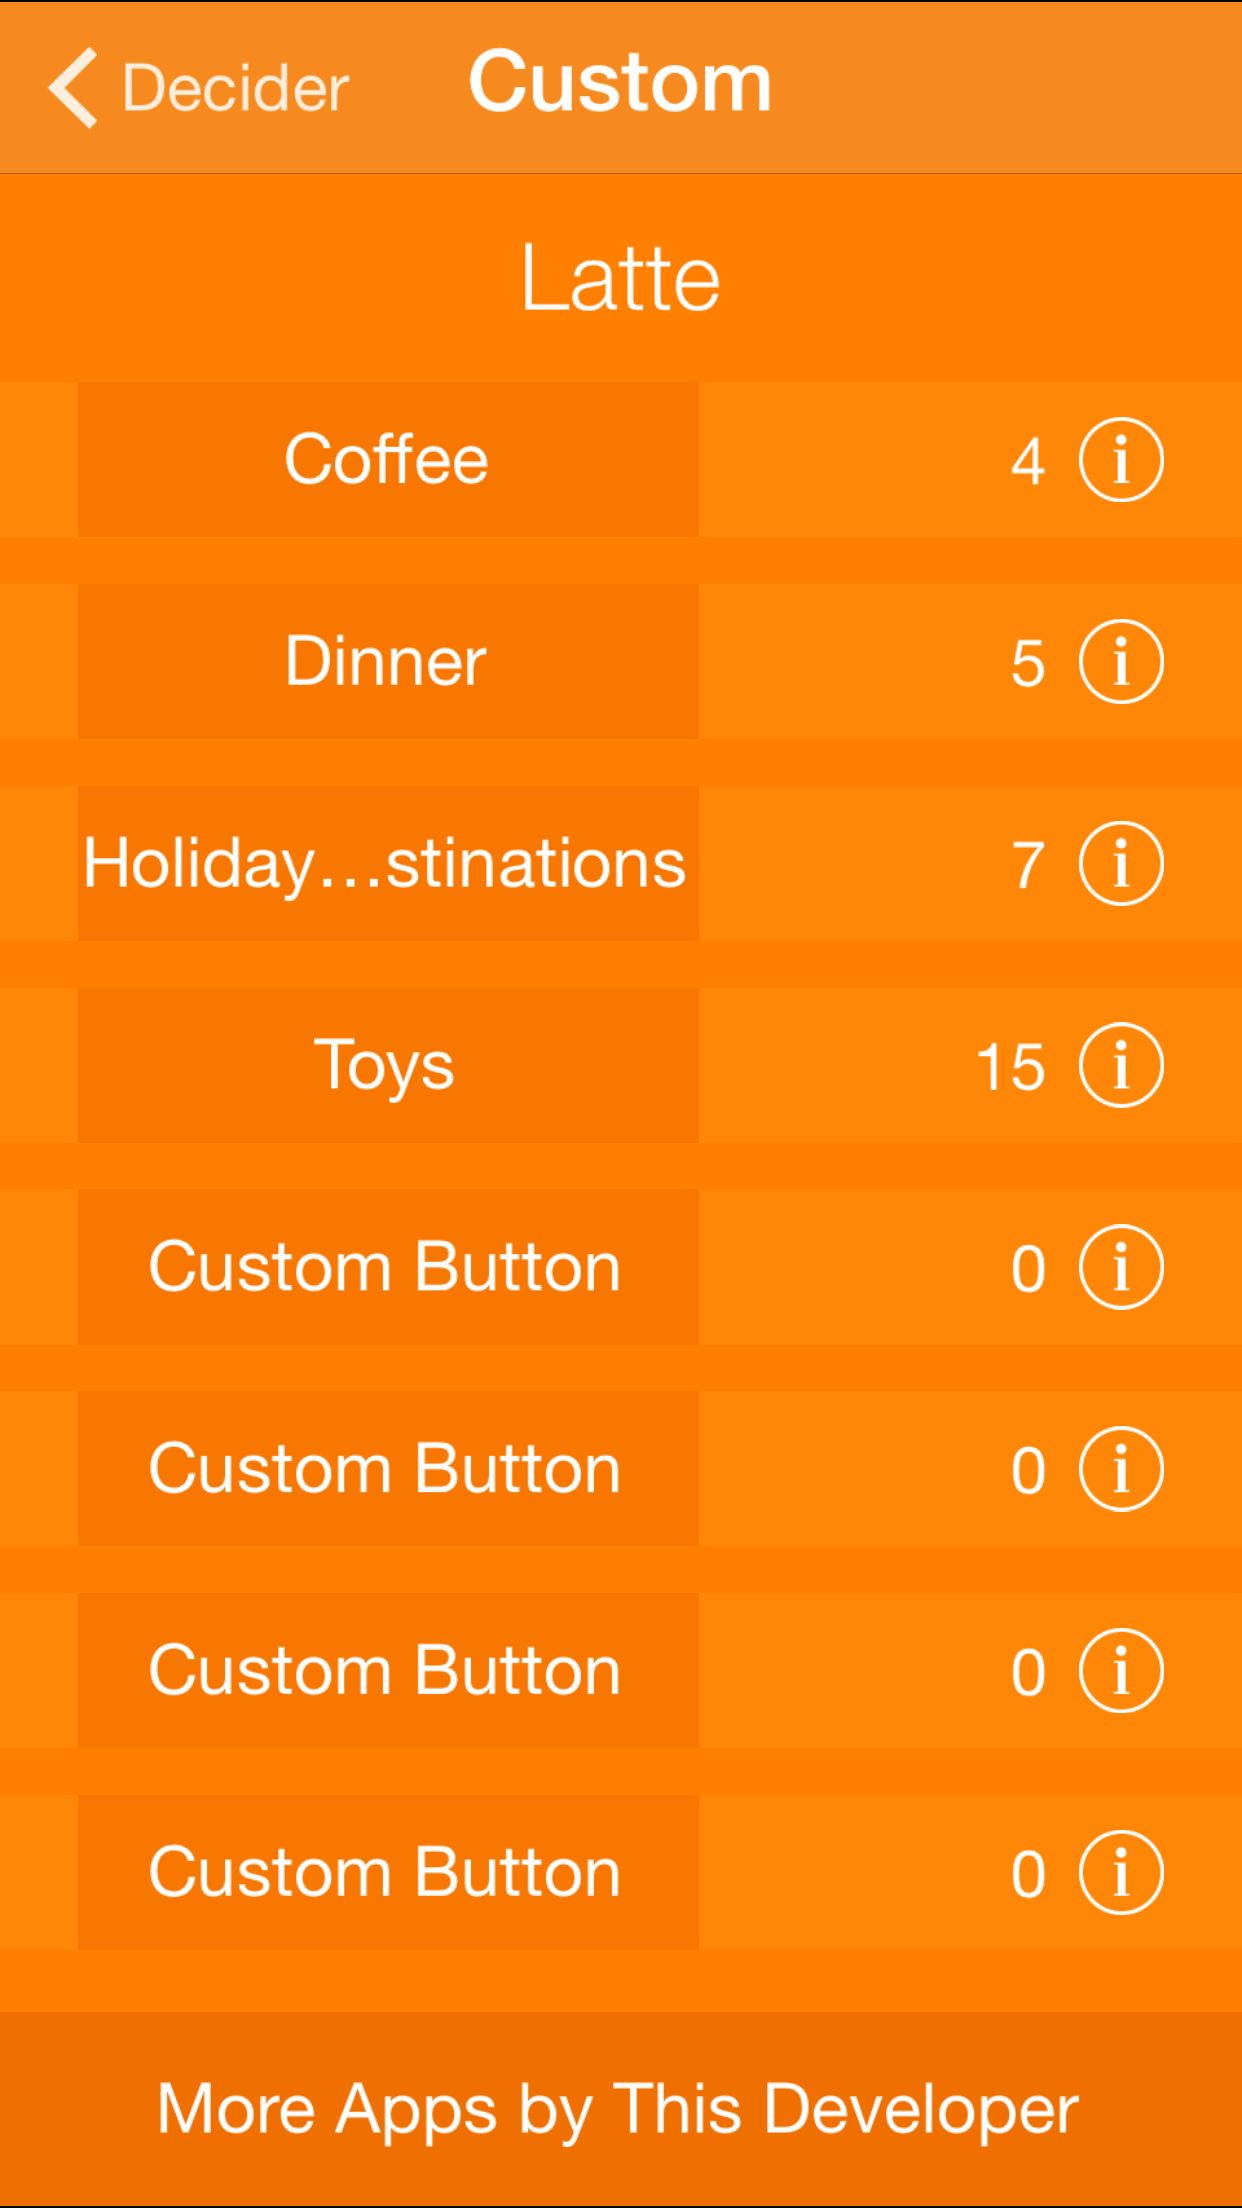 Decider
Custom
Latte
Coffee 4 i
Dinner 5 i
Holiday...stinations 7 i
Toys 15 i
Custom Button 0 i
Custom Button 0 i
Custom Button 0 i
Custom Button 0 i
More Apps by This Developer